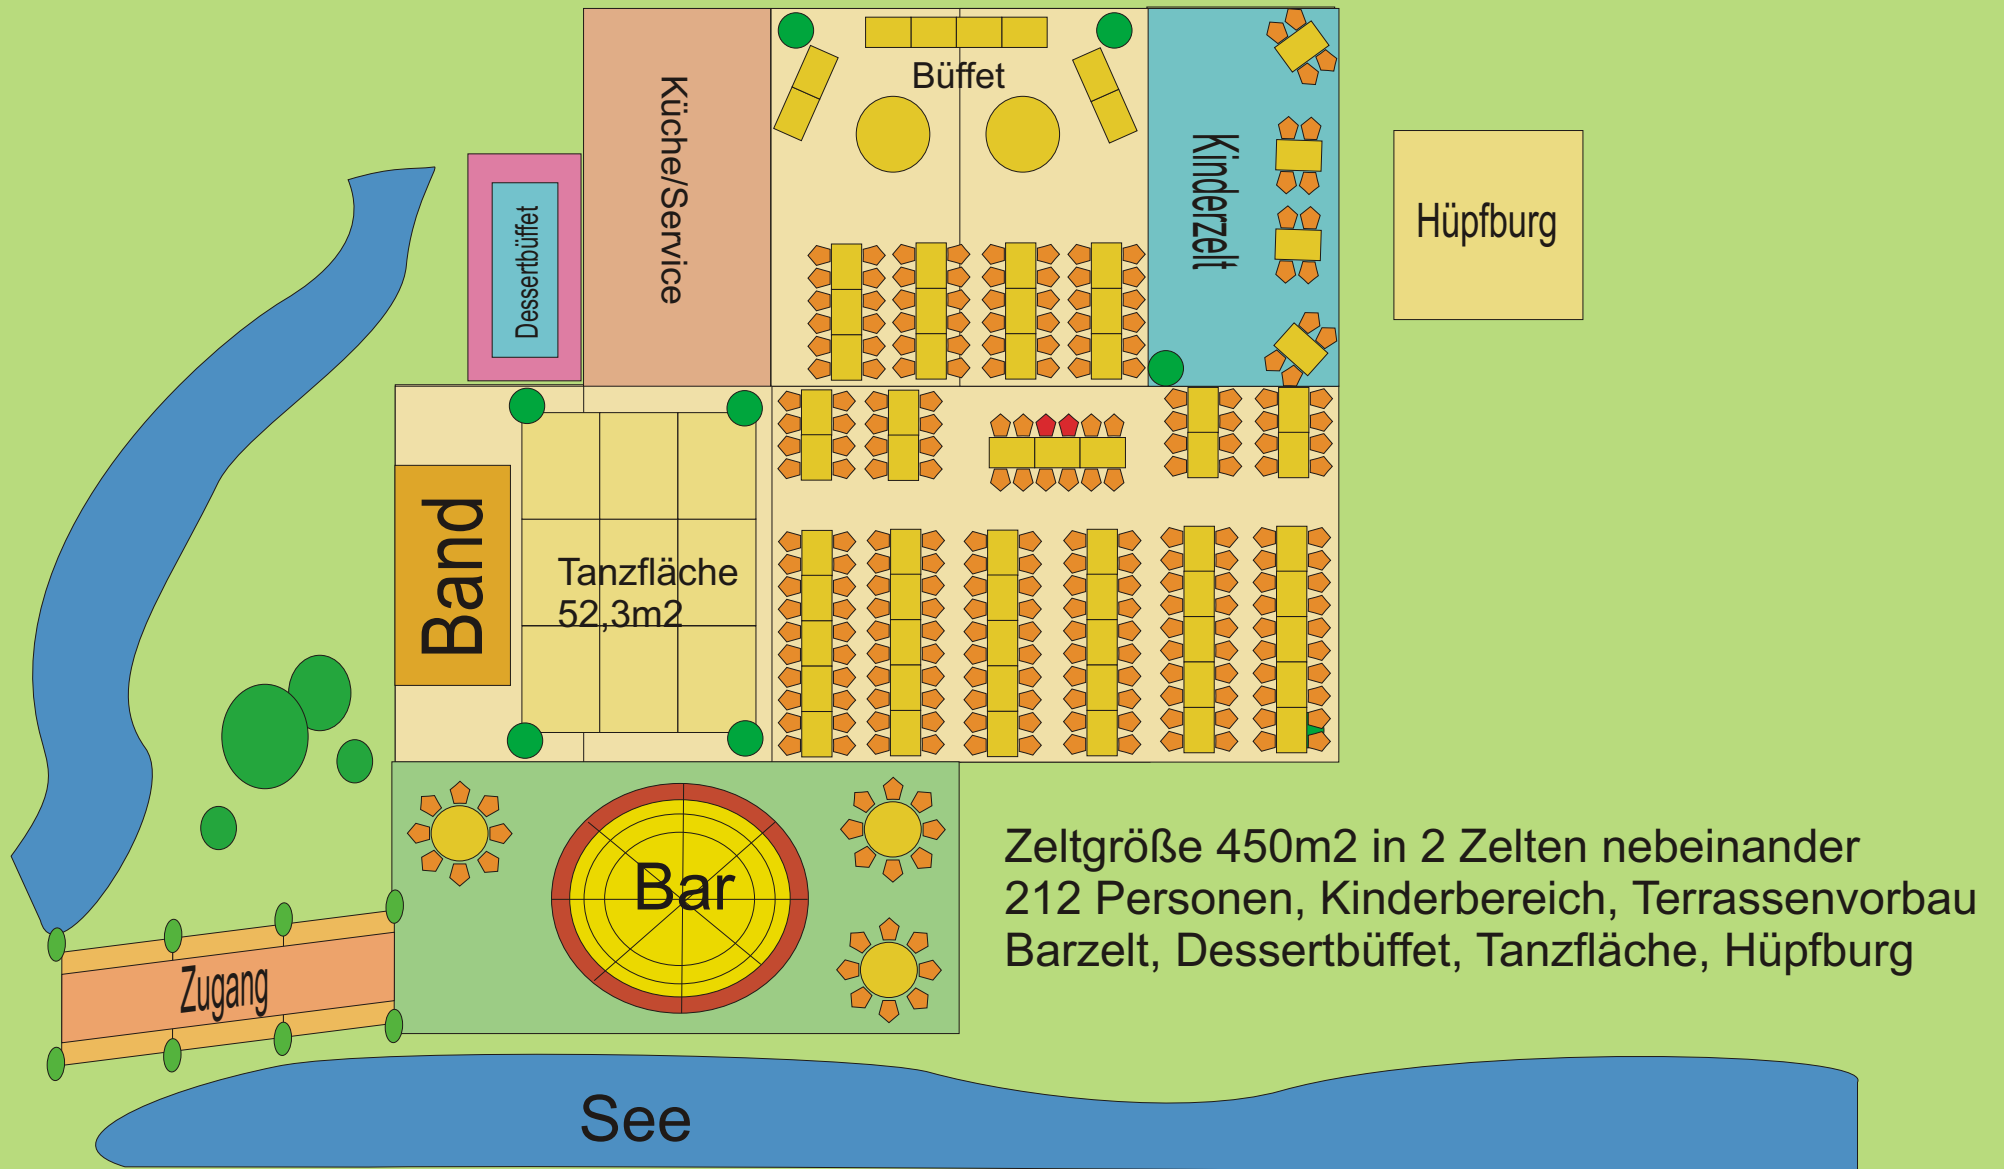 Büffet
Küche/Service
Kinderzelt
Hüpfburg
Dessertbüffet
Band
Tanzfläche
52,3m2
Bar
Zeltgröße 450m2 in 2 Zelten nebeinander
212 Personen, Kinderbereich, Terrassenvorbau
Barzelt, Dessertbüffet, Tanzfläche, Hüpfburg
Zugang
See